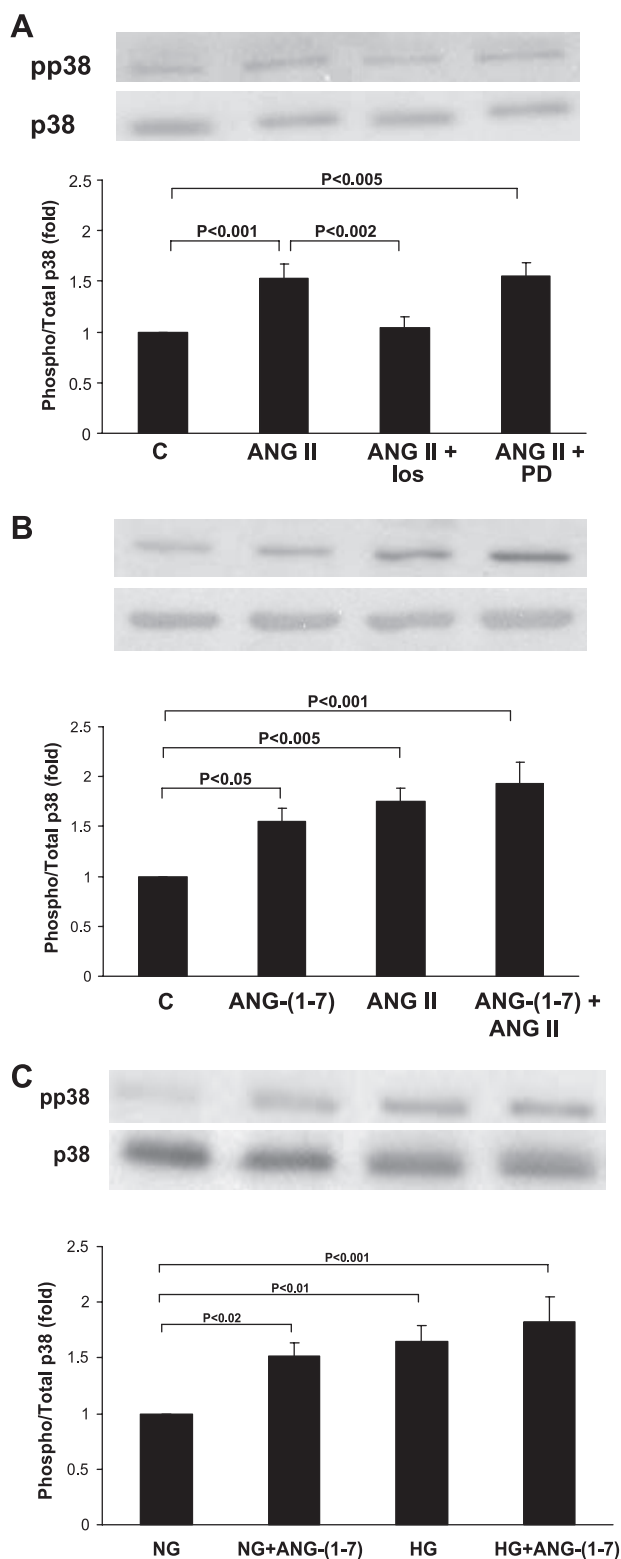 A
pp38
p38
Phospho/Total p38 (fold)
2.5
2
1.5
1
0.5
0
P<0.005
P<0.001
P<0.002
C
ANG II
ANG II +
los
ANG II +
PD
B
Phospho/Total p38 (fold)
2.5
2
1.5
1
0.5
0
P<0.001
P<0.005
P<0.05
C
ANG-(1-7)
ANG II
ANG-(1-7) +
ANG II
C
pp38
p38
Phospho/Total p38 (fold)
2.5
2
1.5
1
0.5
0
P<0.001
P<0.01
P<0.02
NG
NG+ANG-(1-7)
HG
HG+ANG-(1-7)